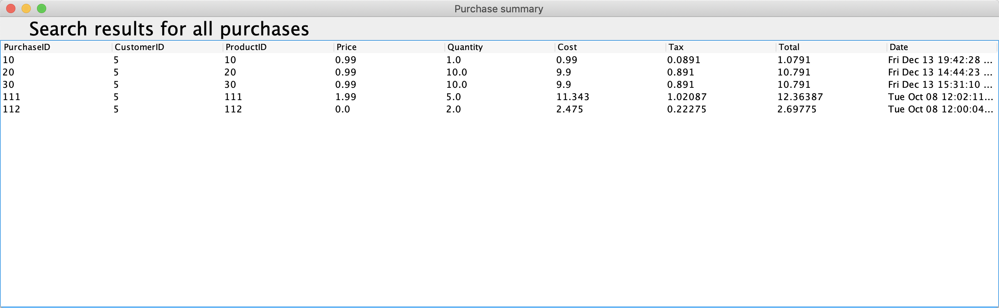 Purchase summary
Search results for all purchases
PurchaseID CustomerID ProductID Price Quantity Cost Tax Total Date
10 5 10 0.99 1.0 0.99 0.0891 1.0791 Fri Dec 13 19:42:28 ...
20 5 20 0.99 10.0 9.9 0.891 10.791 Fri Dec 13 14:44:23 ...
30 5 30 0.99 10.0 9.9 0.891 10.791 Fri Dec 13 15:31:10 ...
111 5 111 1.99 5.0 11.343 1.02087 12.36387 Tue Oct 08 12:02:11...
112 5 112 0.0 2.0 2.475 0.22275 2.69775 Tue Oct 08 12:00:04...